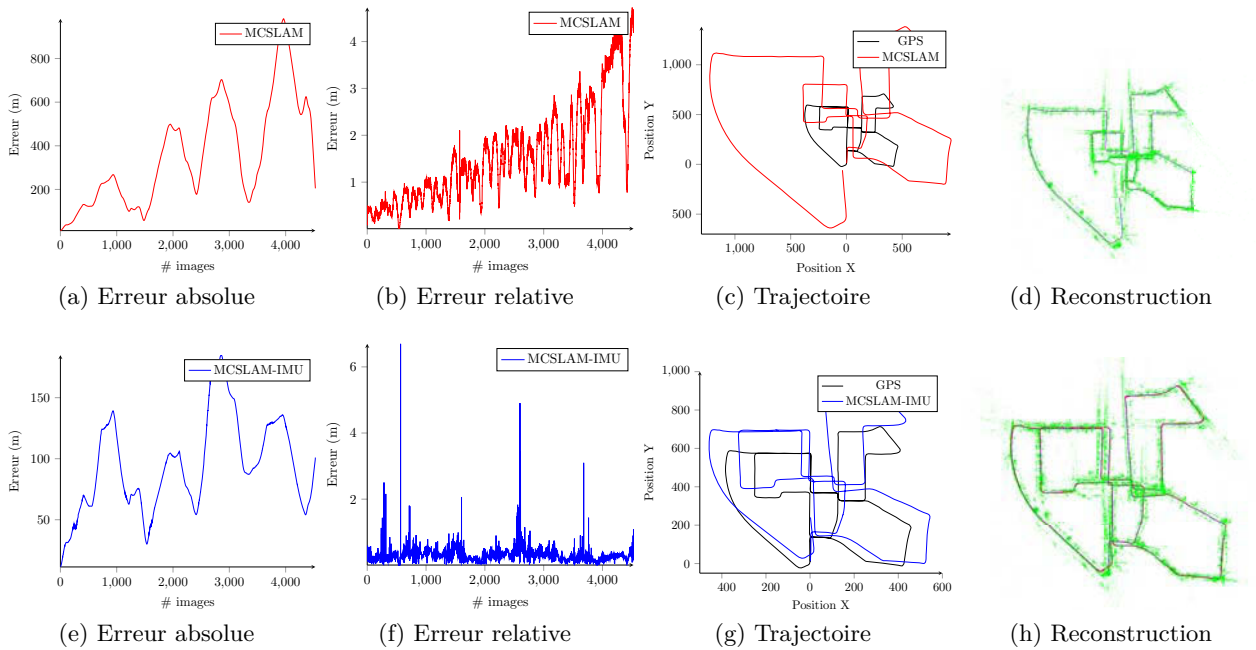 MCSLAM
800
600
400
200
0
1,000
2,000
3,000
4,000
Erreur (m)
# images
(a) Erreur absolue
MCSLAM
4
3
2
1
0
1,000
2,000
3,000
4,000
Erreur (m)
# images
(b) Erreur relative
GPS
MCSLAM
1,000
500
0
500
1,000
500
0
500
Position Y
Position X
(c) Trajectoire
(d) Reconstruction
MCSLAM-IMU
150
100
50
0
1,000
2,000
3,000
4,000
Erreur (m)
# images
(e) Erreur absolue
MCSLAM-IMU
6
4
2
0
1,000
2,000
3,000
4,000
Erreur (m)
# images
(f) Erreur relative
GPS
MCSLAM-IMU
1,000
800
600
400
200
0
400
200
0
200
400
600
Position Y
Position X
(g) Trajectoire
(h) Reconstruction